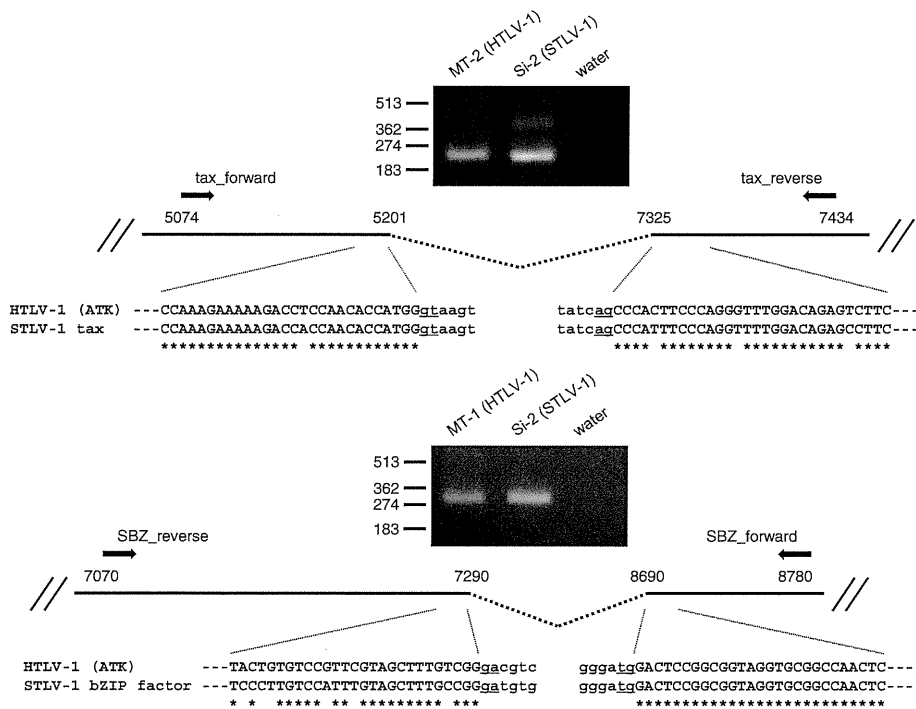 MT-2 (HTLV-1)
Si-2 (STLV-1)
water
513
362
274
183
tax_forward
tax_reverse
5074
5201
7325
7434
HTLV-1 (ATK) ---CCAAAGAAAAAGACCTCCAACACCATGGgtaagt tatcagCCCACTTCCCAGGGTTTGGACAGAGTCTTC---
STLV-1 tax ---CCAAAGAAAAAGACCACCAACACCATGGgtaagt tatcagCCCATTTCCCAGGTTTTGGACAGAGCCTTC---
****************** ************ **** ******** ************ ****
MT-1 (HTLV-1)
Si-2 (STLV-1)
water
513
362
274
183
SBZ_reverse
SBZ_forward
7070
7290
8690
8780
HTLV-1 (ATK) ---TACTGTGTCCGTTCGTAGCTTTGTCGGgacgtc gggatgGACTCCGGCGGTAGGTGCGGCCAACTC---
STLV-1 bZIP factor ---TCCCTTGTCCATTTGTAGCTTTGCCGGgatgtg gggatgGACTCCGGCGGTAGGTGCGGCCAACTC---
* * ***** ** ********* *** ***************************